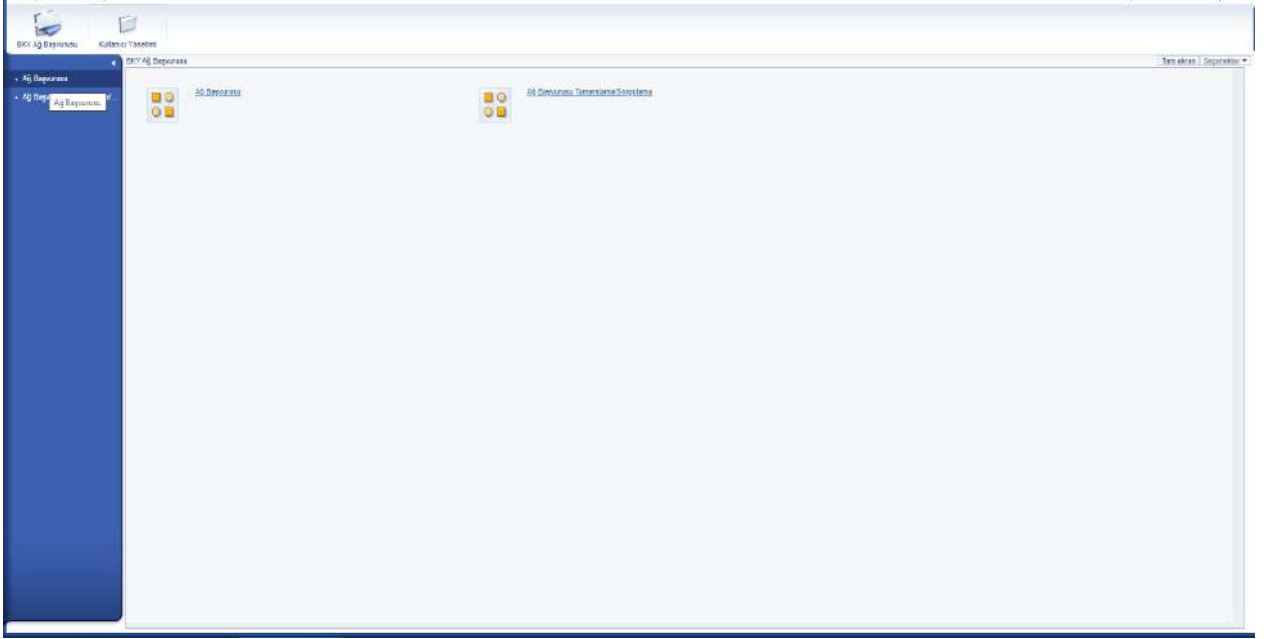 BKY Ağ Başvurusu
Kullanıcı Yönetimi
BKY Ağ Başvurusu
Tam ekran
Seçenekler
Ağ Başvurusu
Ağ Başvurusu
Ağ Başvurusu
Ağ Başvurusu Tamamlama/Sorgulama